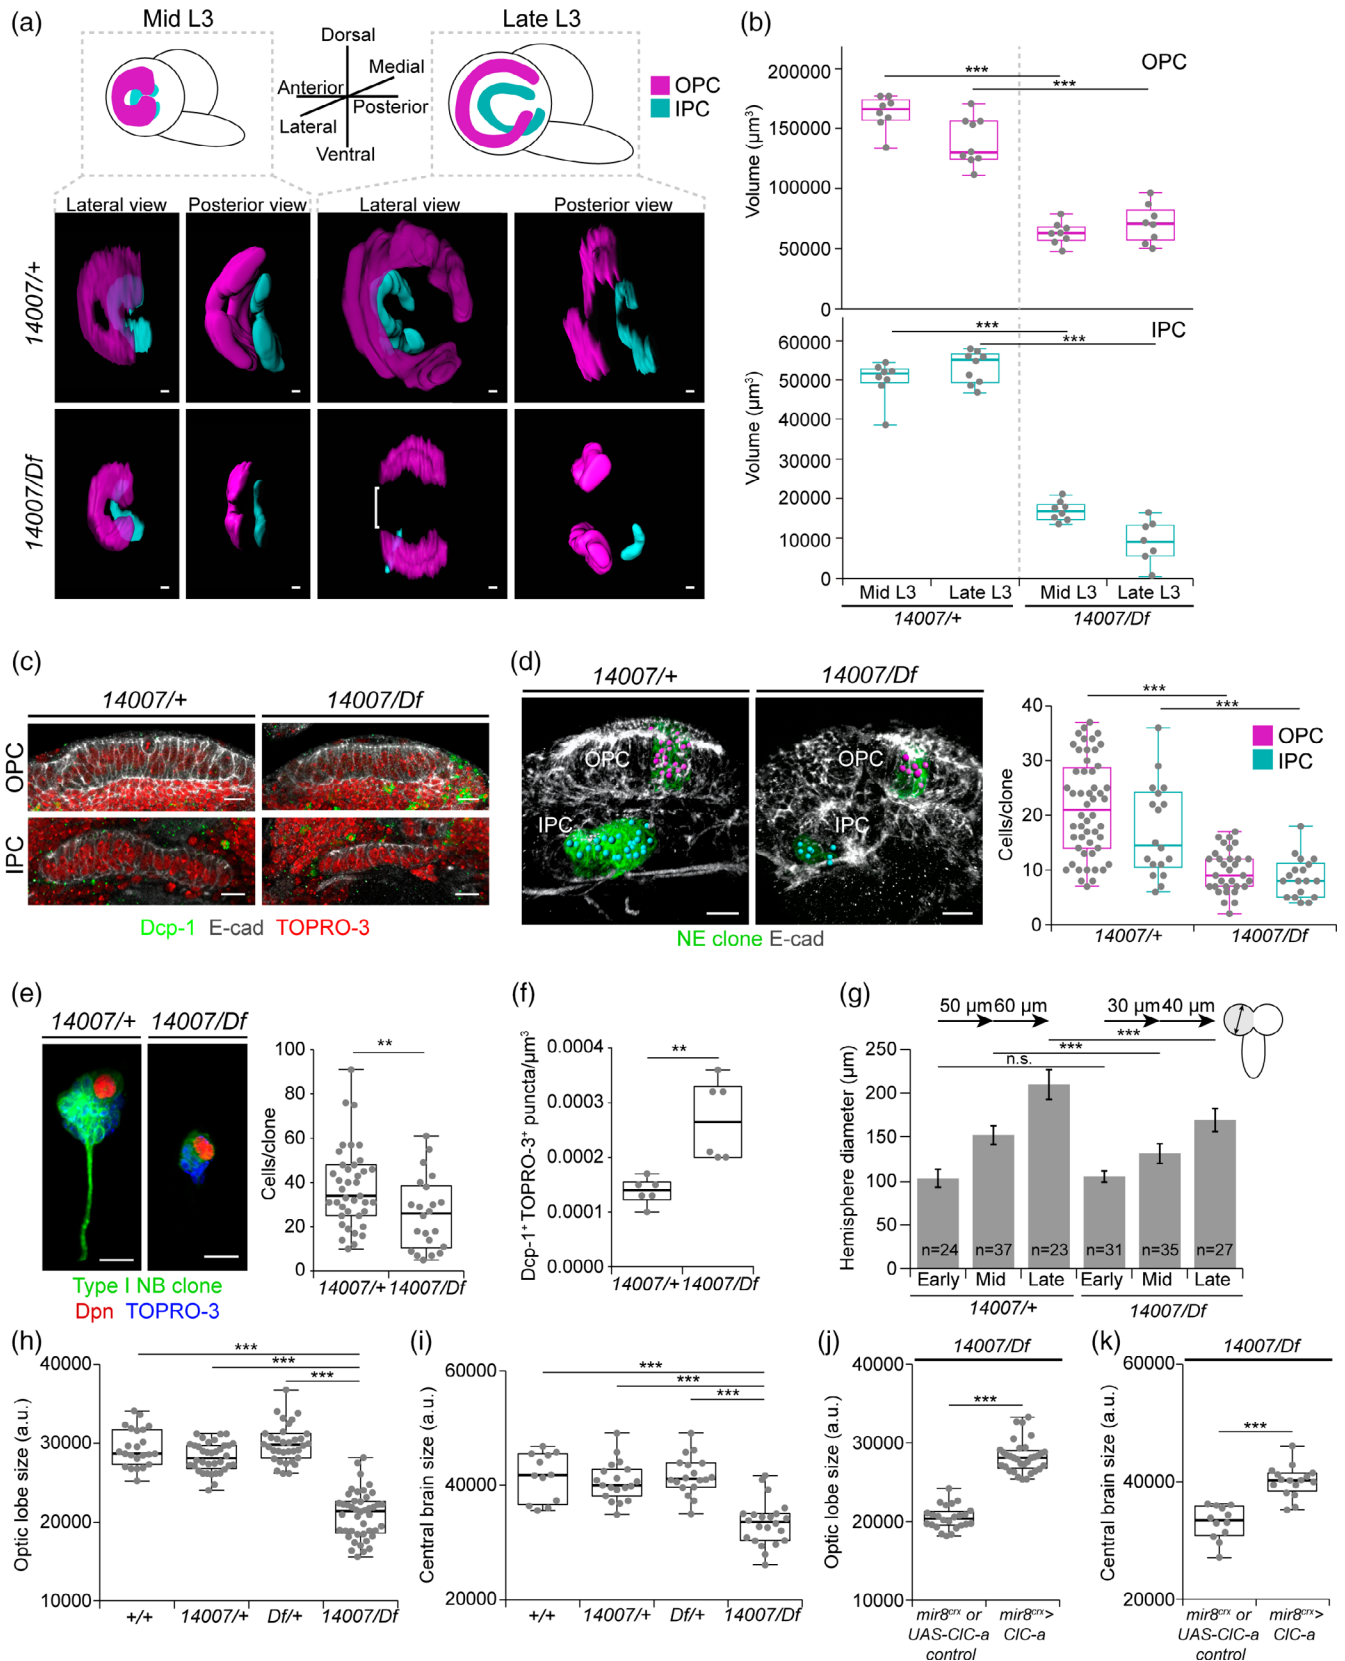 (a)
Mid L3
Late L3
Dorsal
Medial
Anterior
Posterior
Lateral
Ventral
OPC
IPC
Lateral view
Posterior view
Lateral view
Posterior view
14007/+
14007/Df
(b)
OPC
***
***
Volume (µm³)
200000
150000
100000
50000
0
IPC
***
***
Volume (µm³)
60000
50000
40000
30000
20000
10000
0
Mid L3
Late L3
Mid L3
Late L3
14007/+
14007/Df
(c)
14007/+
14007/Df
OPC
IPC
Dcp-1 E-cad TOPRO-3
(d)
14007/+
14007/Df
OPC
IPC
OPC
IPC
NE clone E-cad
***
***
OPC
IPC
Cells/clone
40
30
20
10
0
14007/+
14007/Df
(e)
14007/+
14007/Df
Type I NB clone
Dpn TOPRO-3
**
Cells/clone
100
80
60
40
20
0
14007/+
14007/Df
(f)
**
Dcp-1⁺ TOPRO-3⁺ puncta/µm³
0.0004
0.0003
0.0002
0.0001
0.0000
14007/+
14007/Df
(g)
50 µm
60 µm
30 µm
40 µm
***
***
n.s.
Hemisphere diameter (µm)
250
200
150
100
50
0
n=24
n=37
n=23
n=31
n=35
n=27
Early
Mid
Late
Early
Mid
Late
14007/+
14007/Df
(h)
***
***
***
Optic lobe size (a.u.)
40000
30000
20000
10000
+/+
14007/+
Df/+
14007/Df
(i)
***
***
***
Central brain size (a.u.)
60000
40000
20000
+/+
14007/+
Df/+
14007/Df
(j)
14007/Df
***
Optic lobe size (a.u.)
40000
30000
20000
10000
mir8ᶜʳˣ or
UAS-ClC-a
control
mir8ᶜʳˣ>
ClC-a
(k)
14007/Df
***
Central brain size (a.u.)
60000
40000
20000
mir8ᶜʳˣ or
UAS-ClC-a
control
mir8ᶜʳˣ>
ClC-a